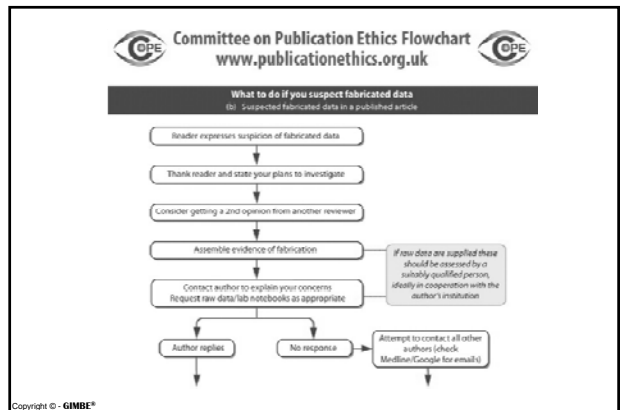 COPE
Committee on Publication Ethics Flowchart
COPE
www.publicationethics.org.uk
What to do if you suspect fabricated data
(b) Suspected fabricated data in a published article
Reader expresses suspicion of fabricated data
Thank reader and state your plans to investigate
Consider getting a 2nd opinion from another reviewer
Assemble evidence of fabrication
If raw data are supplied these
should be assessed by a
suitably qualified person,
ideally in cooperation with the
author's institution
Contact author to explain your concerns
Request raw data/lab notebooks as appropriate
Author replies
No response
Attempt to contact all other
authors (check
Medline/Google for emails)
Copyright © - GIMBE®